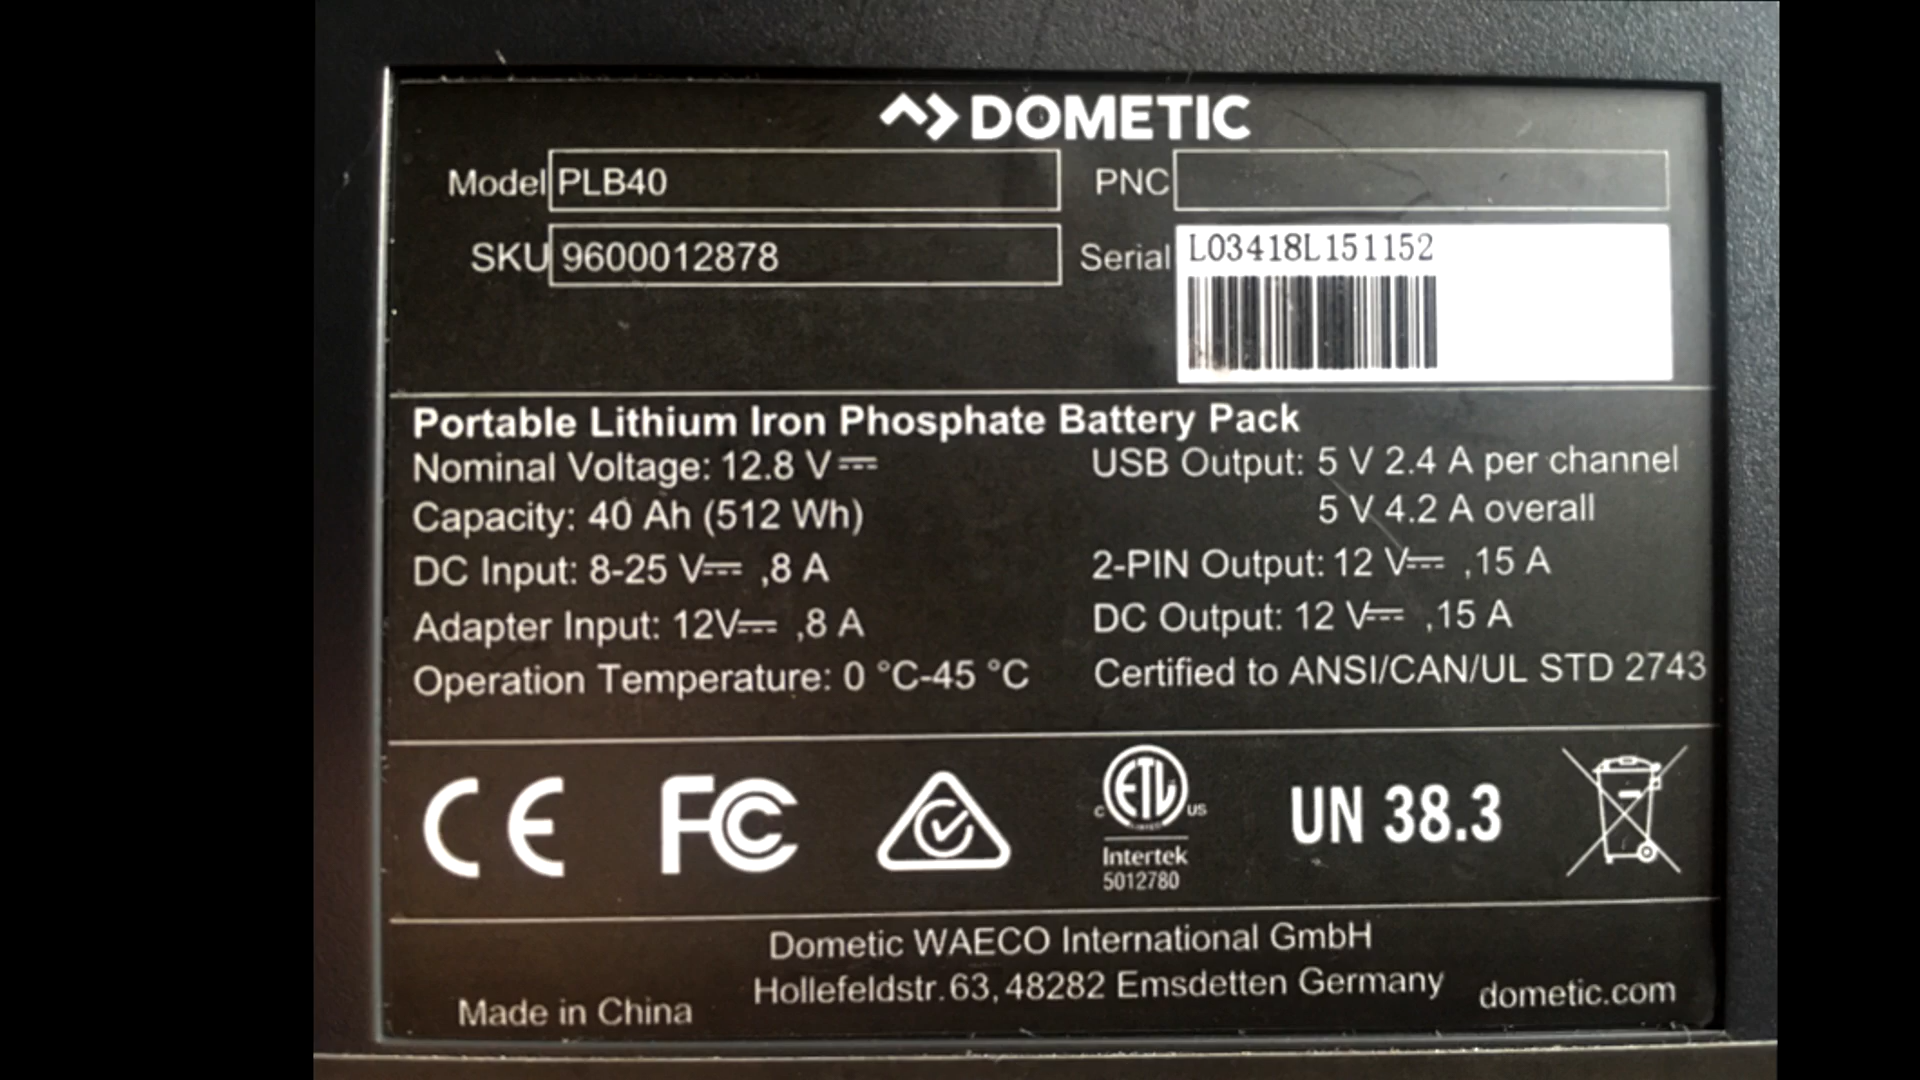 DOMETIC
Model PLB40 PNC
SKU 9600012878 Serial L03418L151152
Portable Lithium Iron Phosphate Battery Pack
Nominal Voltage: 12.8 V⎓
Capacity: 40 Ah (512 Wh)
DC Input: 8-25 V⎓ ,8 A
Adapter Input: 12V⎓ ,8 A
Operation Temperature: 0 °C-45 °C
USB Output: 5 V 2.4 A per channel
5 V 4.2 A overall
2-PIN Output: 12 V⎓ ,15 A
DC Output: 12 V⎓ ,15 A
Certified to ANSI/CAN/UL STD 2743
CE FC C ETL US UN 38.3
Intertek
5012780
Dometic WAECO International GmbH
Hollefeldstr. 63, 48282 Emsdetten Germany
Made in China
dometic.com